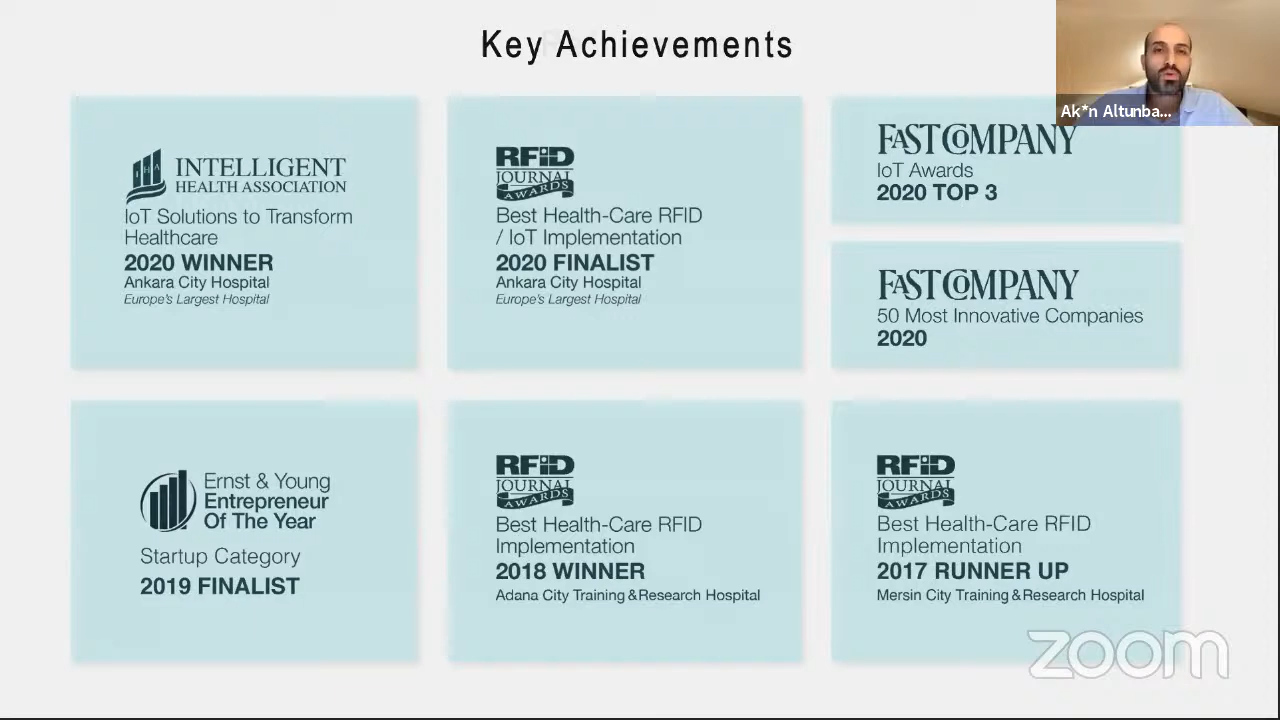 Key Achievements
Ak*n Altunba...
IHA
INTELLIGENT
HEALTH ASSOCIATION
IoT Solutions to Transform
Healthcare
2020 WINNER
Ankara City Hospital
Europe's Largest Hospital
RFiD
JOURNAL
AWARDS
Best Health-Care RFID
/ IoT Implementation
2020 FINALIST
Ankara City Hospital
Europe's Largest Hospital
FAST COMPANY
IoT Awards
2020 TOP 3
FAST COMPANY
50 Most Innovative Companies
2020
Ernst & Young
Entrepreneur
Of The Year
Startup Category
2019 FINALIST
RFiD
JOURNAL
AWARDS
Best Health-Care RFID
Implementation
2018 WINNER
Adana City Training & Research Hospital
RFiD
JOURNAL
AWARDS
Best Health-Care RFID
Implementation
2017 RUNNER UP
Mersin City Training & Research Hospital
zoom